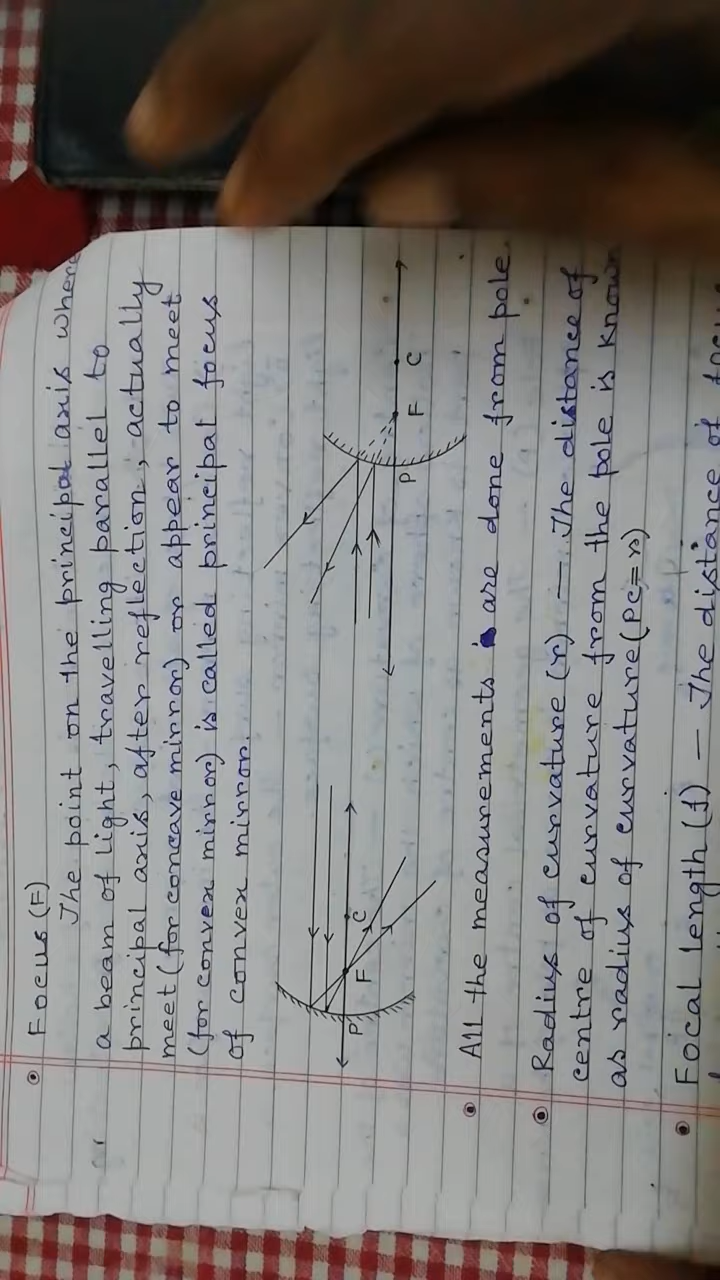 Focus (F)
The point on the principal axis where
a beam of light, travelling parallel to
principal axis, after reflection, actually
meet (for concave mirror) or appear to meet
(for convex mirror) is called principal focus
of convex mirror.
P F C
P F C
All the measurements are done from pole.
Radius of curvature (r) — The distance of
centre of curvature from the pole is known
as radius of curvature (PC = r)
Focal length (f) — The distance of focus